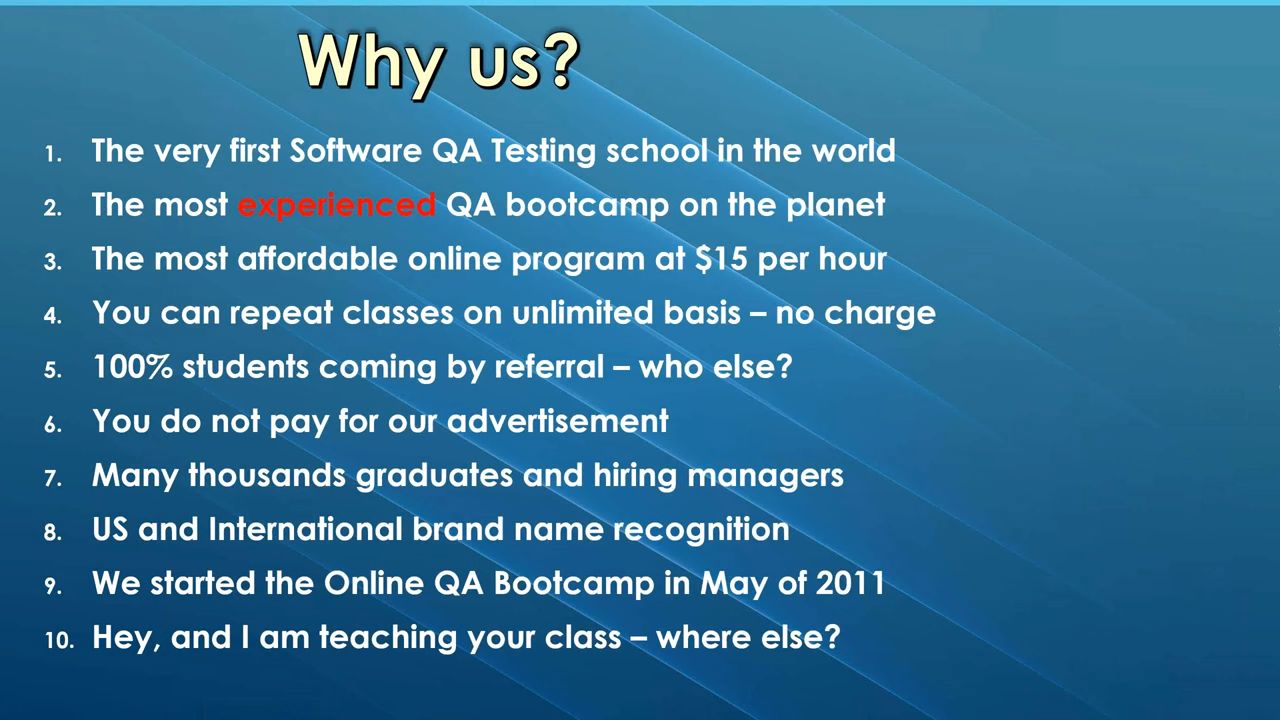 Why us?
1. The very first Software QA Testing school in the world
2. The most experienced QA bootcamp on the planet
3. The most affordable online program at $15 per hour
4. You can repeat classes on unlimited basis – no charge
5. 100% students coming by referral – who else?
6. You do not pay for our advertisement
7. Many thousands graduates and hiring managers
8. US and International brand name recognition
9. We started the Online QA Bootcamp in May of 2011
10. Hey, and I am teaching your class – where else?